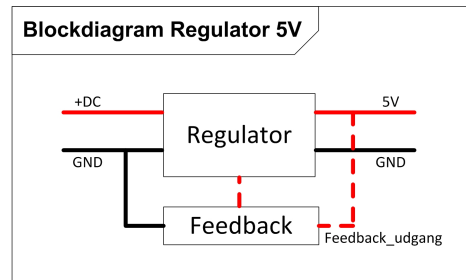 Blockdiagram Regulator 5V
+DC
5V
Regulator
GND
GND
Feedback
Feedback_udgang